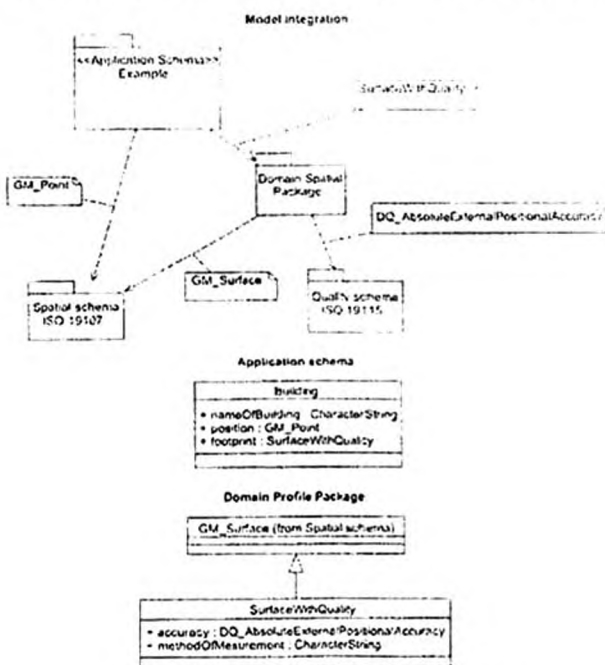 Model integration
<<Application Schema>>
Example
SurfaceWithQuality
GM_Point
Domain Spatial
Package
DQ_AbsoluteExternalPositionalAccuracy
GM_Surface
Spatial schema
ISO 19107
Quality schema
ISO 19115
Application schema
Building
+ nameOfBuilding : CharacterString
+ position : GM_Point
+ footprint : SurfaceWithQuality
Domain Profile Package
GM_Surface (from Spatial schema)
SurfaceWithQuality
+ accuracy : DQ_AbsoluteExternalPositionalAccuracy
+ methodOfMesurement : CharacterString